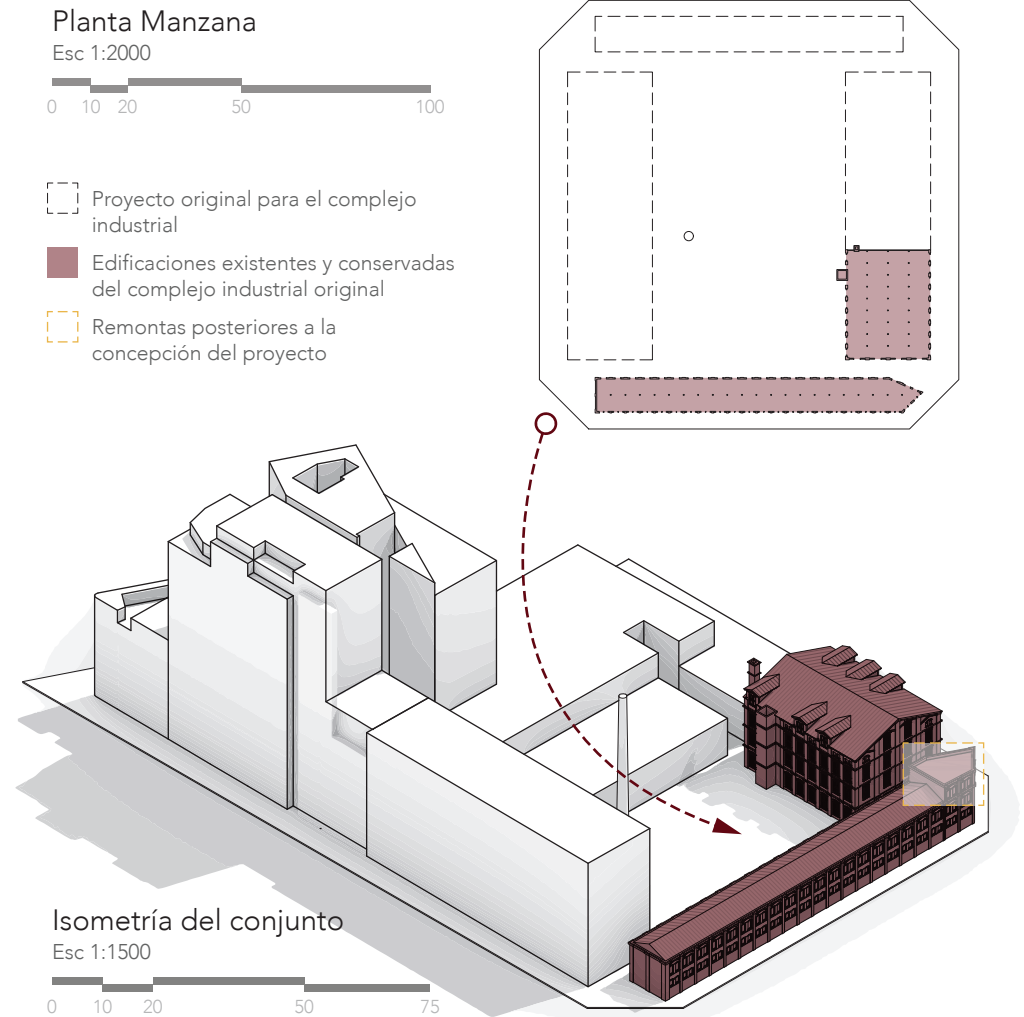 Planta Manzana
Esc 1:2000
0 10 20 50 100
Proyecto original para el complejo
industrial
Edificaciones existentes y conservadas
del complejo industrial original
Remontas posteriores a la
concepción del proyecto
Isometría del conjunto
Esc 1:1500
0 10 20 50 75